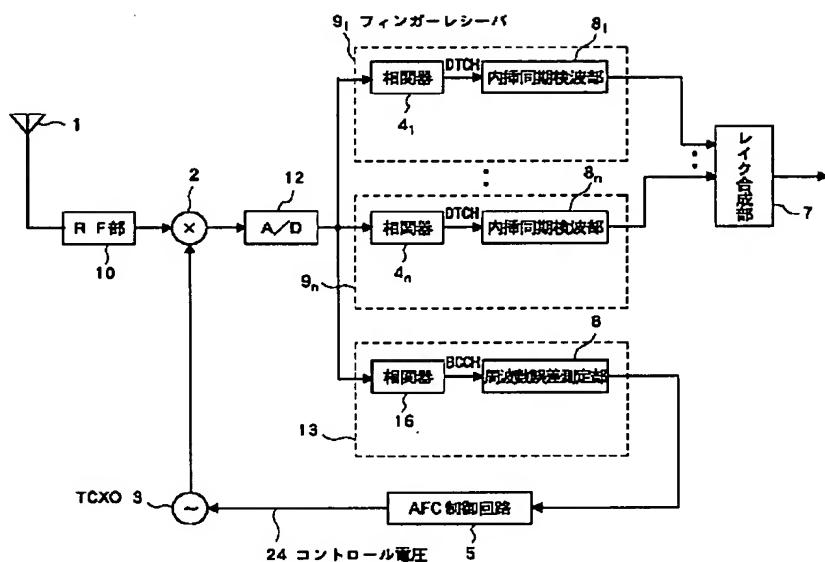 9₁ フィンガーレシーバ
8₁
DTCH
相関器
内挿同期検波部
4₁
1
2
12
8ₙ
レイク合成部
7
RF部
10
×
A/D
DTCH
相関器
内挿同期検波部
4ₙ
9ₙ
8
BCCH
相関器
周波数誤差測定部
16
13
TCXO 3
~
AFC制御回路
24 コントロール電圧
5